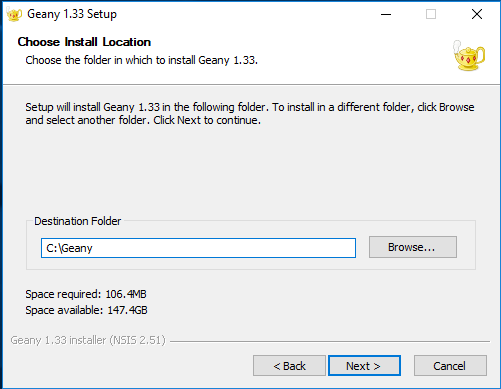 Geany 1.33 Setup
Choose Install Location
Choose the folder in which to install Geany 1.33.
Setup will install Geany 1.33 in the following folder. To install in a different folder, click Browse
and select another folder. Click Next to continue.
Destination Folder
C:\Geany
Browse...
Space required: 106.4MB
Space available: 147.4GB
Geany 1.33 installer (NSIS 2.51)
< Back
Next >
Cancel